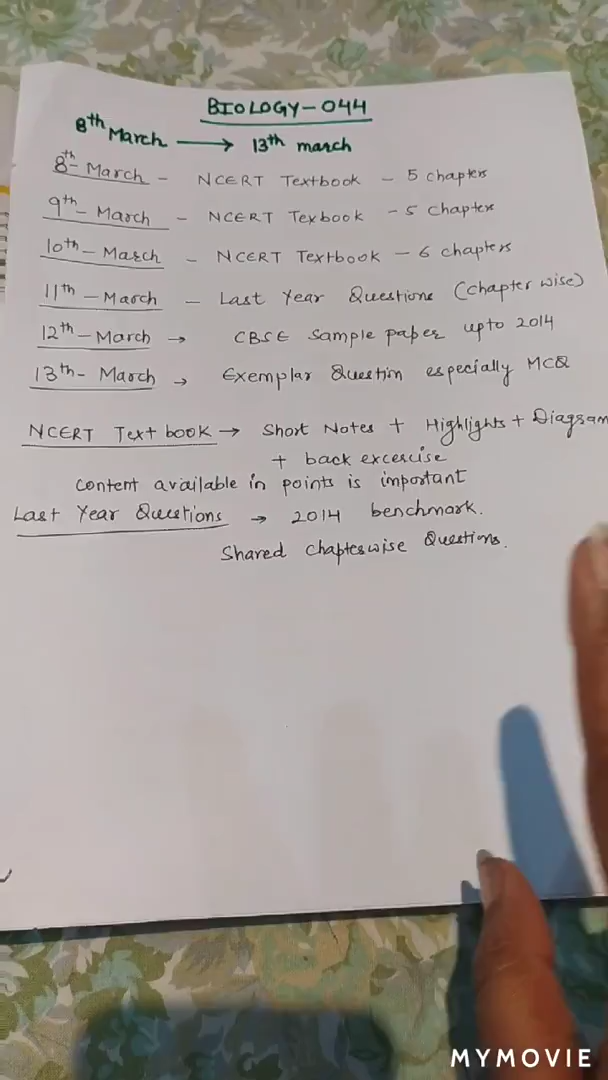 BIOLOGY-044
8th March → 13th march
8th - March - NCERT Textbook - 5 chapters
9th - March - NCERT Texbook - 5 Chapters
10th - March - NCERT Textbook - 6 chapters
11th - March - Last Year Questions (chapter wise)
12th - March → CBSE Sample paper upto 2014
13th - March → Exemplar Question especially MCQ
NCERT Text book → Short Notes + Highlights + Diagram
+ back excercise
Content available in points is important
Last Year Questions → 2014 benchmark.
Shared chapterwise Questions.
MYMOVIE